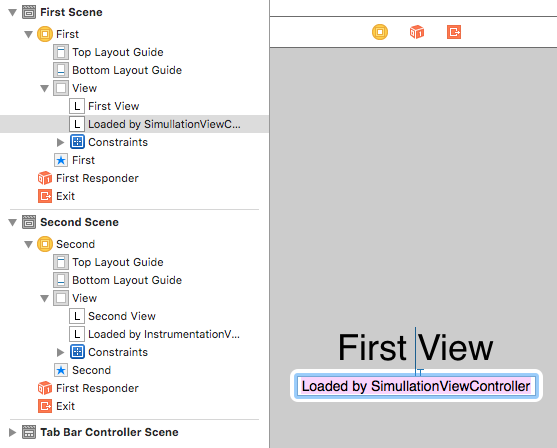 First Scene
First
Top Layout Guide
Bottom Layout Guide
View
L First View
L Loaded by SimullationViewC...
Constraints
First
First Responder
Exit
Second Scene
Second
Top Layout Guide
Bottom Layout Guide
View
L Second View
L Loaded by InstrumentationV...
Constraints
Second
First Responder
Exit
Tab Bar Controller Scene
First View
Loaded by SimullationViewController